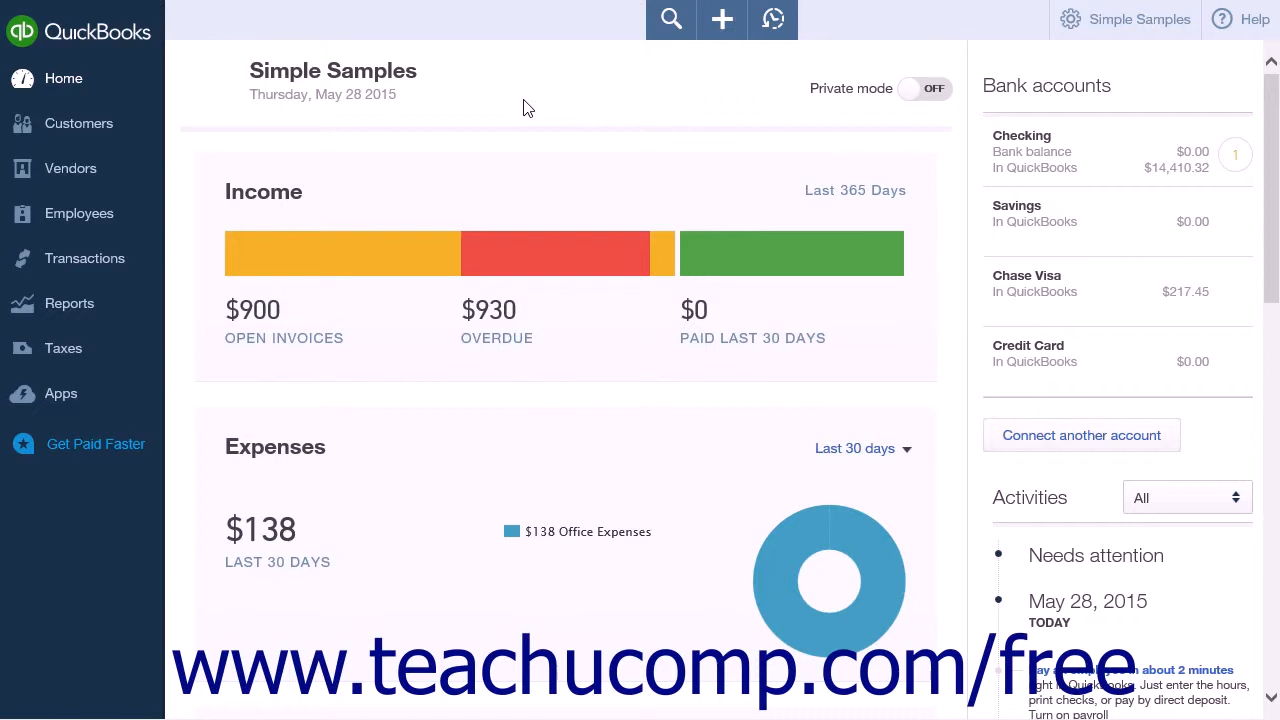 QuickBooks
Simple Samples
Help
Home
Customers
Vendors
Employees
Transactions
Reports
Taxes
Apps
Get Paid Faster
Simple Samples
Thursday, May 28 2015
Private mode OFF
Income
Last 365 Days
$900
OPEN INVOICES
$930
OVERDUE
$0
PAID LAST 30 DAYS
Expenses
Last 30 days
$138
LAST 30 DAYS
$138 Office Expenses
Bank accounts
Checking
Bank balance $0.00
In QuickBooks $14,410.32
1
Savings
In QuickBooks $0.00
Chase Visa
In QuickBooks $217.45
Credit Card
In QuickBooks $0.00
Connect another account
Activities
All
Needs attention
May 28, 2015
TODAY
in about 2 minutes
QuickBooks. Just enter the hours,
print checks, or pay by direct deposit.
Turn on payroll
www.teachucomp.com/free